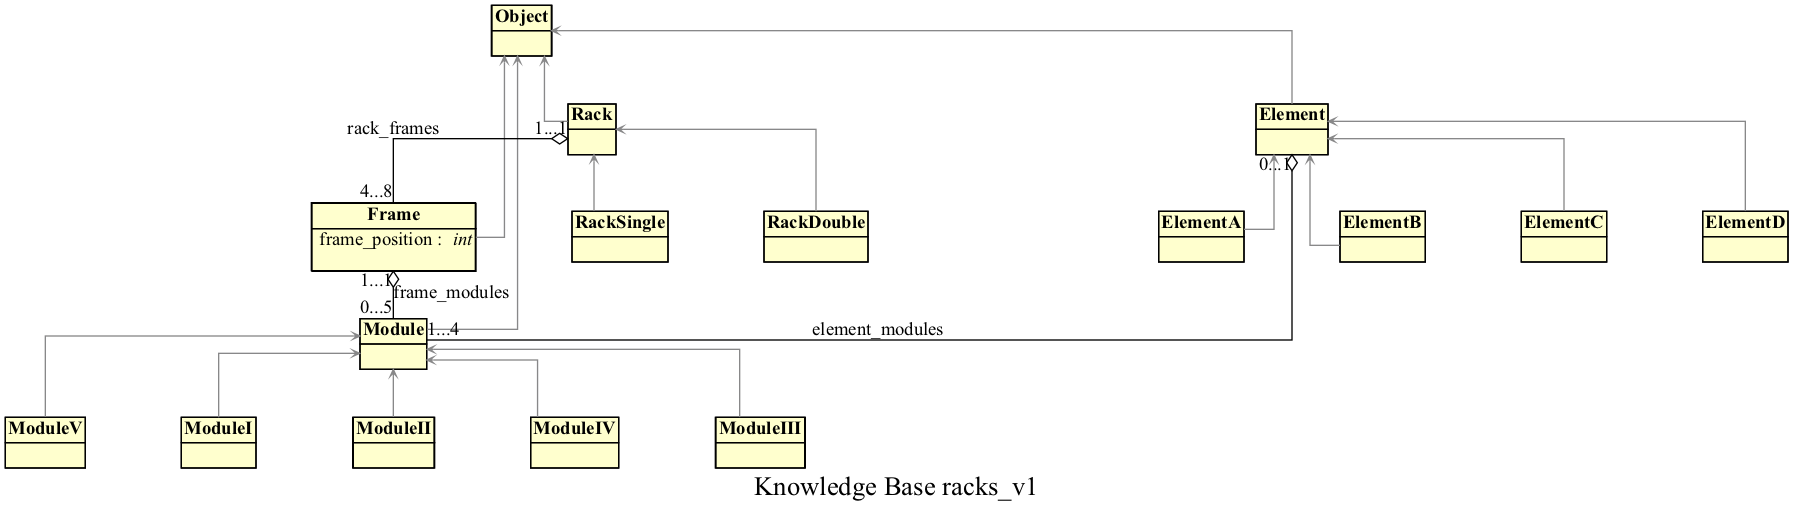 Object
Rack
Element
rack_frames
1...1
0...1
4...8
Frame
frame_position : int
RackSingle
RackDouble
ElementA
ElementB
ElementC
ElementD
1...1
frame_modules
0...5
Module
1...4
element_modules
ModuleV
ModuleI
ModuleII
ModuleIV
ModuleIII
Knowledge Base racks_v1